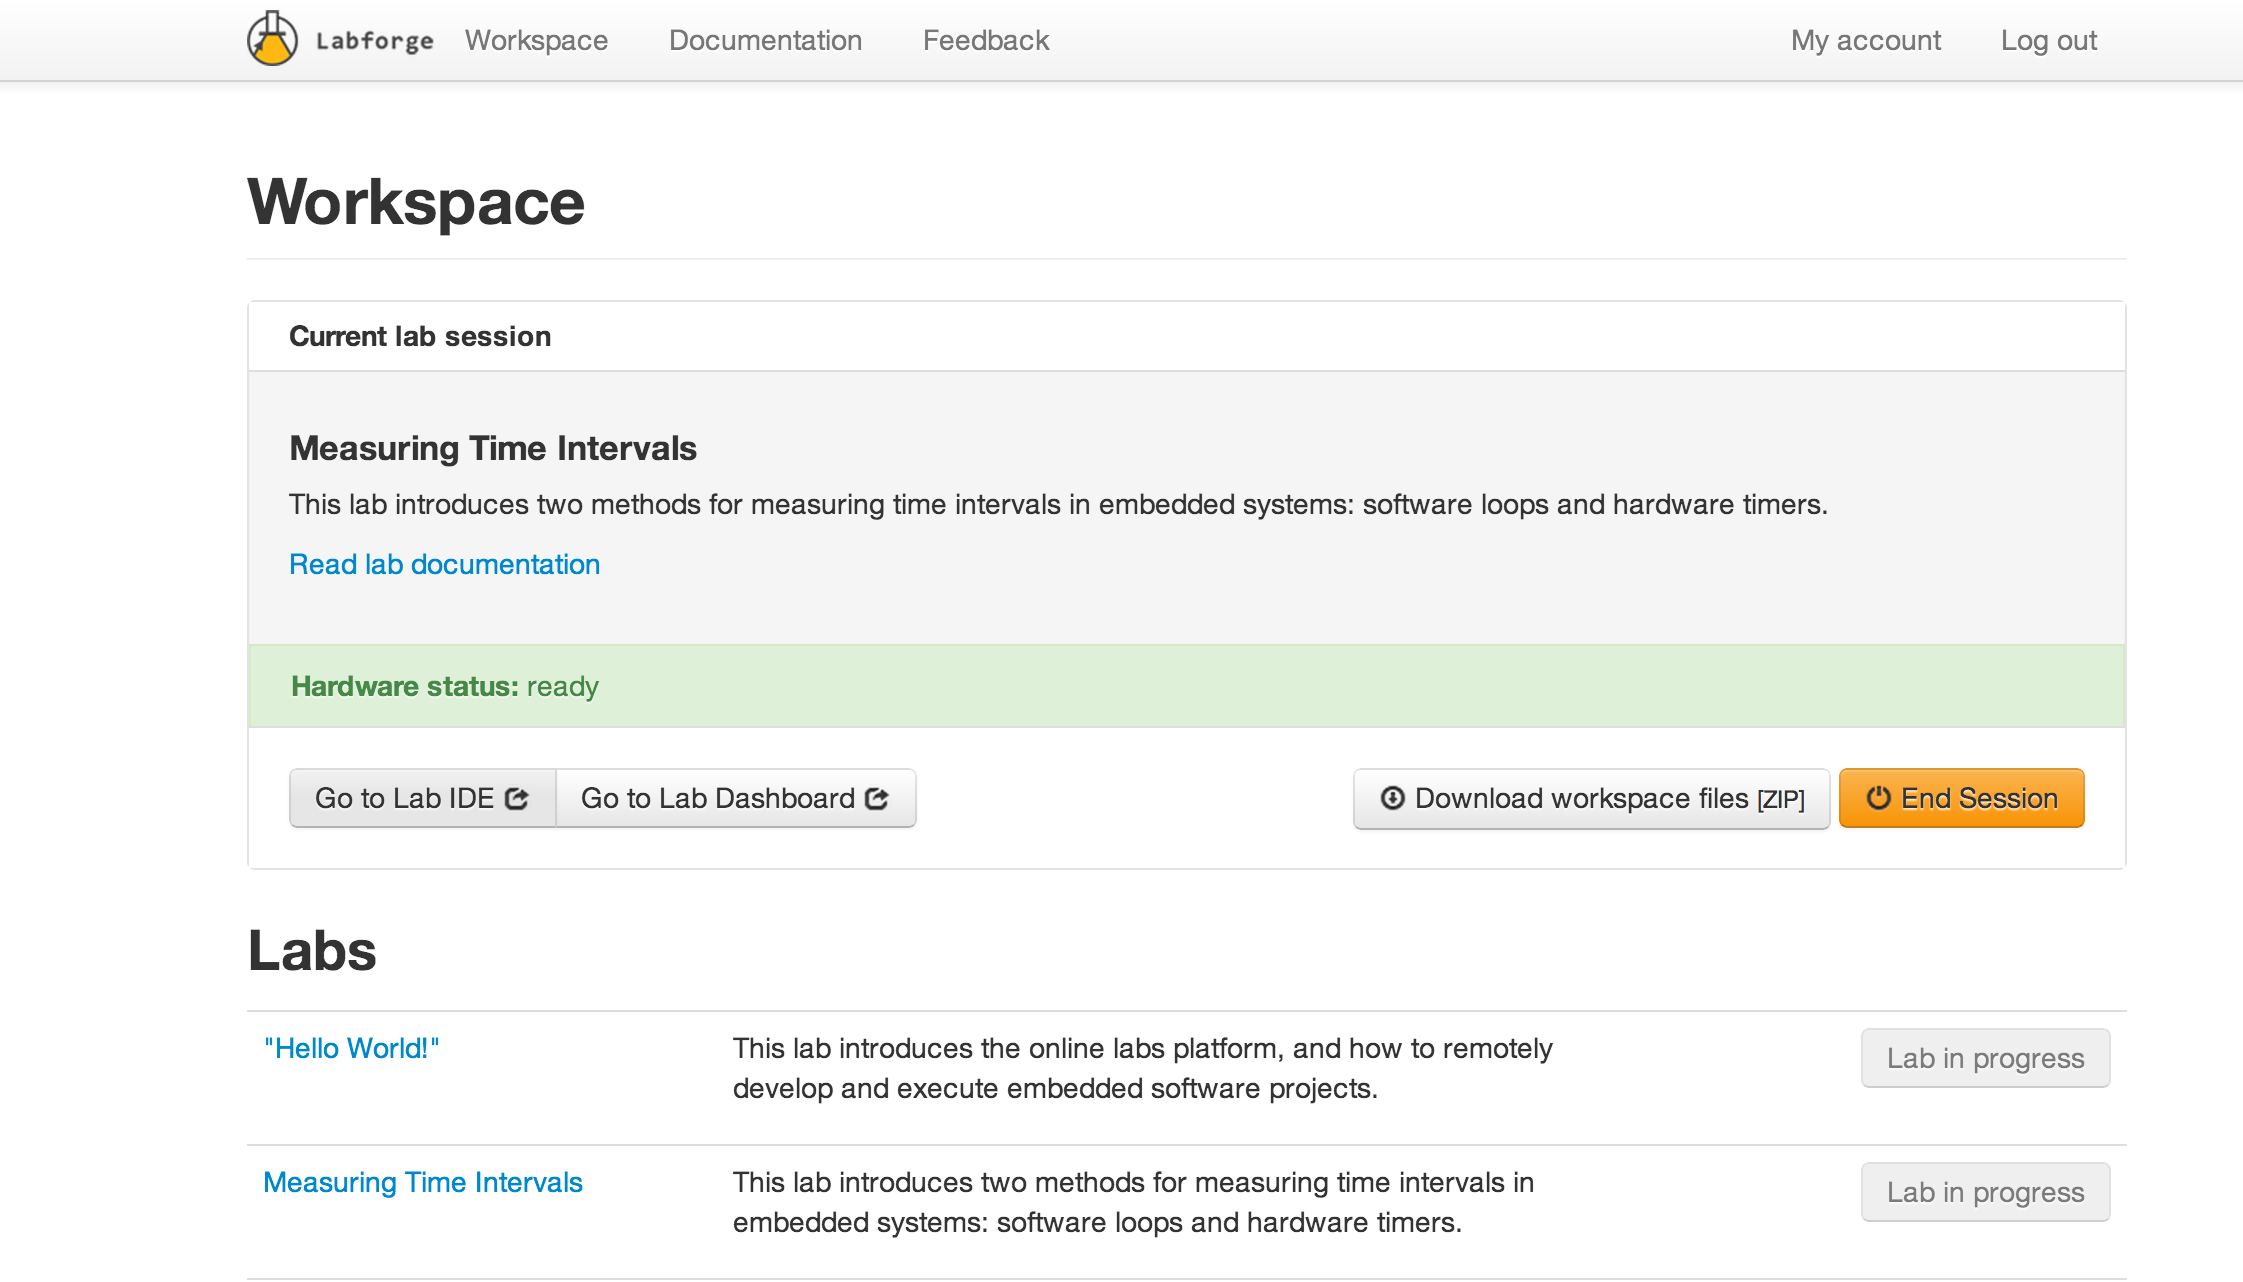 Labforge Workspace Documentation Feedback My account Log out
Workspace
Current lab session
Measuring Time Intervals
This lab introduces two methods for measuring time intervals in embedded systems: software loops and hardware timers.
Read lab documentation
Hardware status: ready
Go to Lab IDE Go to Lab Dashboard Download workspace files [ZIP] End Session
Labs
"Hello World!" This lab introduces the online labs platform, and how to remotely Lab in progress
develop and execute embedded software projects.
Measuring Time Intervals This lab introduces two methods for measuring time intervals in Lab in progress
embedded systems: software loops and hardware timers.